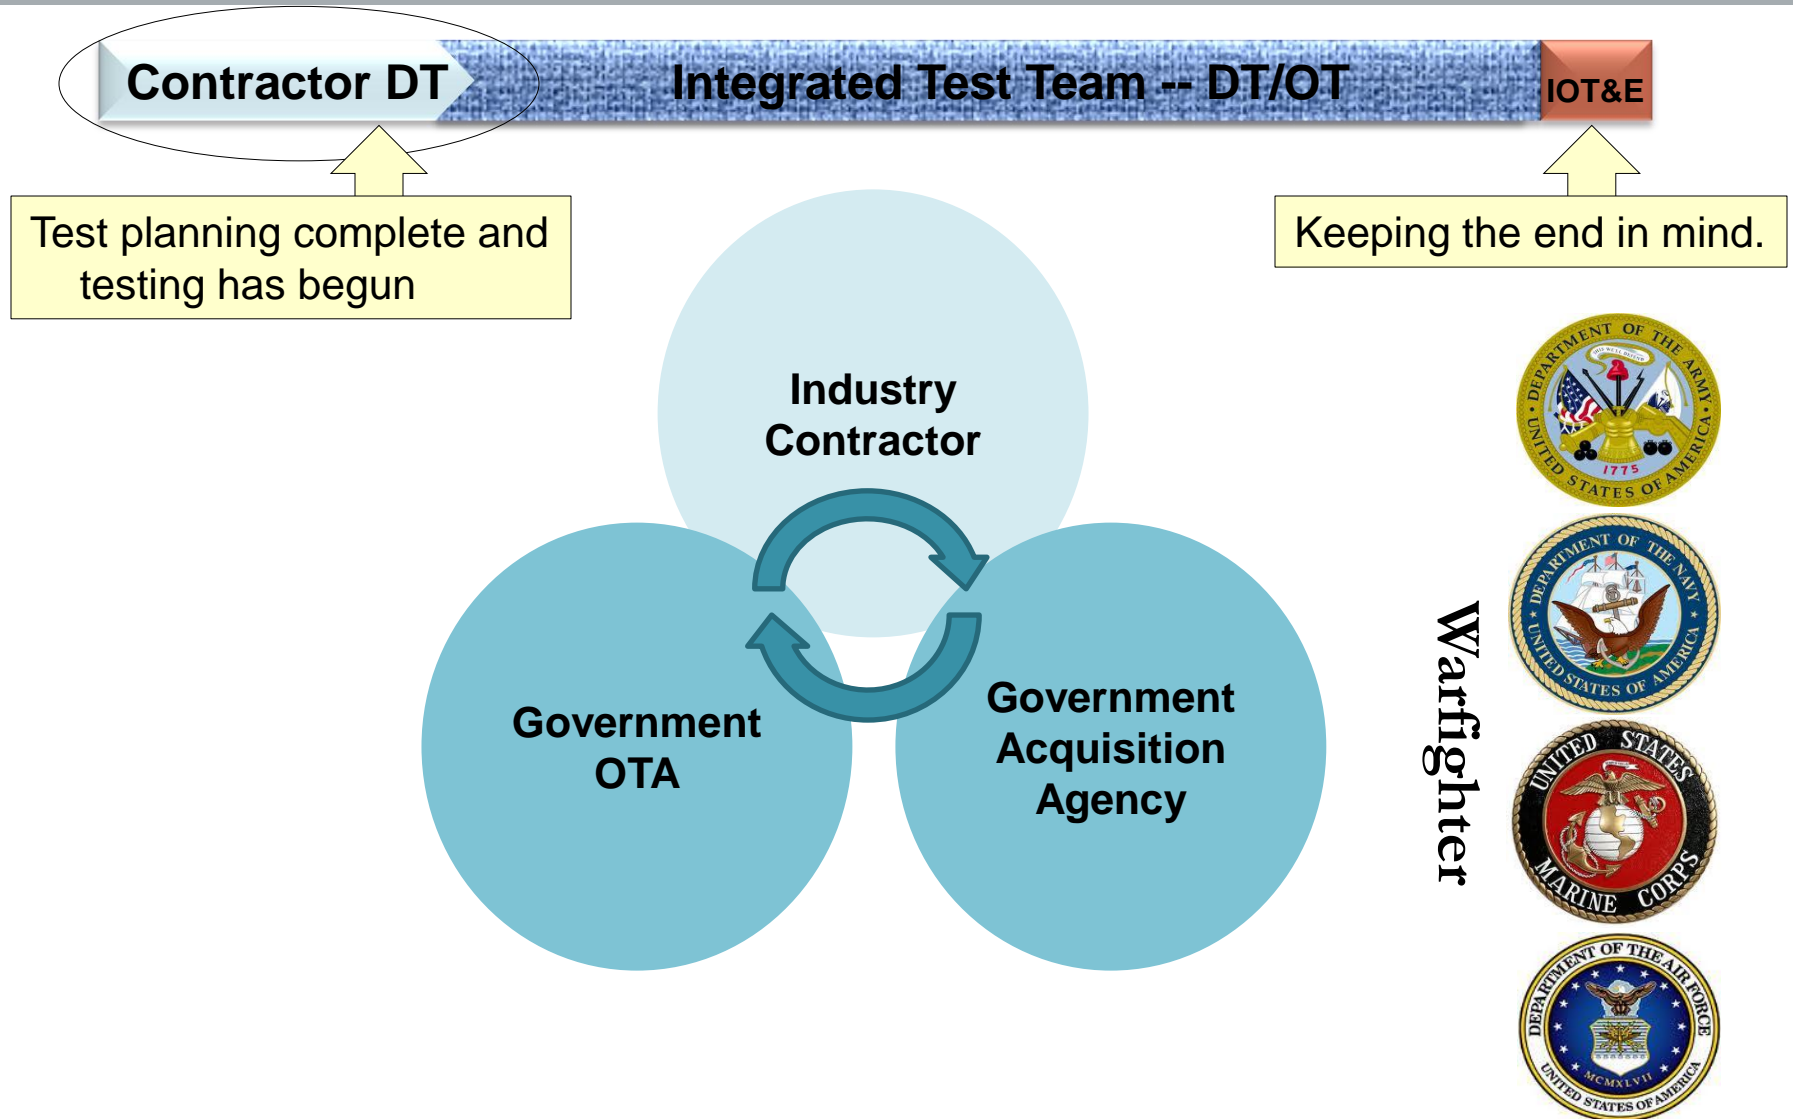 Contractor DT
Integrated Test Team -- DT/OT
IOT&E
Test planning complete and
testing has begun
Keeping the end in mind.
Industry
Contractor
Government
OTA
Government
Acquisition
Agency
Warfighter
DEPARTMENT OF THE ARMY
UNITED STATES OF AMERICA
1775
DEPARTMENT OF THE NAVY
UNITED STATES OF AMERICA
UNITED STATES
MARINE CORPS
DEPARTMENT OF THE AIR FORCE
MCMXLVII
UNITED STATES OF AMERICA